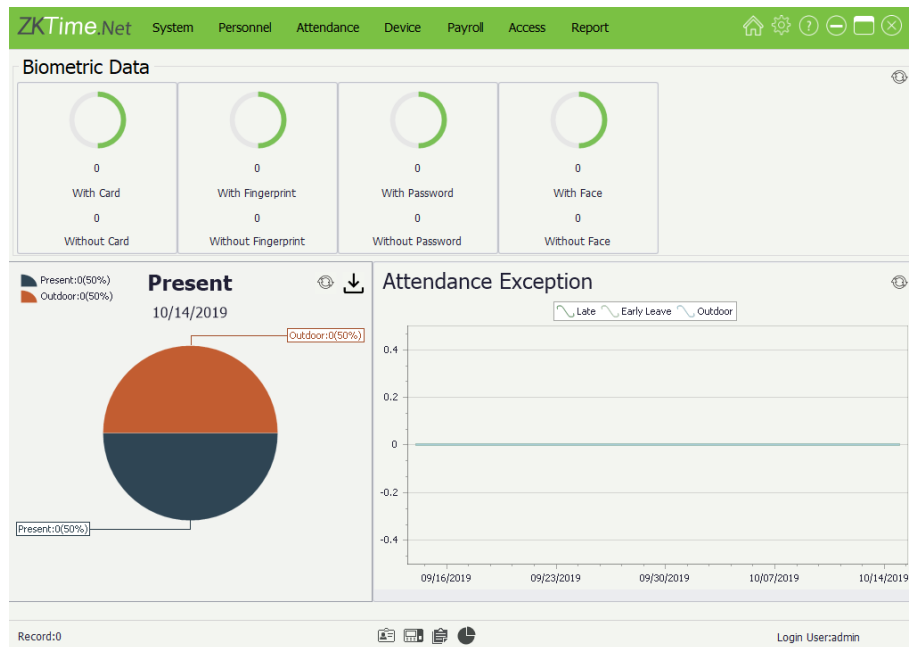 ZKTime.Net System Personnel Attendance Device Payroll Access Report
Biometric Data
0 0 0 0
With Card With Fingerprint With Password With Face
0 0 0 0
Without Card Without Fingerprint Without Password Without Face
Present:0(50%)
Outdoor:0(50%)
Present
10/14/2019
Outdoor:0(50%)
Present:0(50%)
Attendance Exception
Late Early Leave Outdoor
0.4
0.2
0
-0.2
-0.4
09/16/2019 09/23/2019 09/30/2019 10/07/2019 10/14/2019
Record:0
Login User:admin